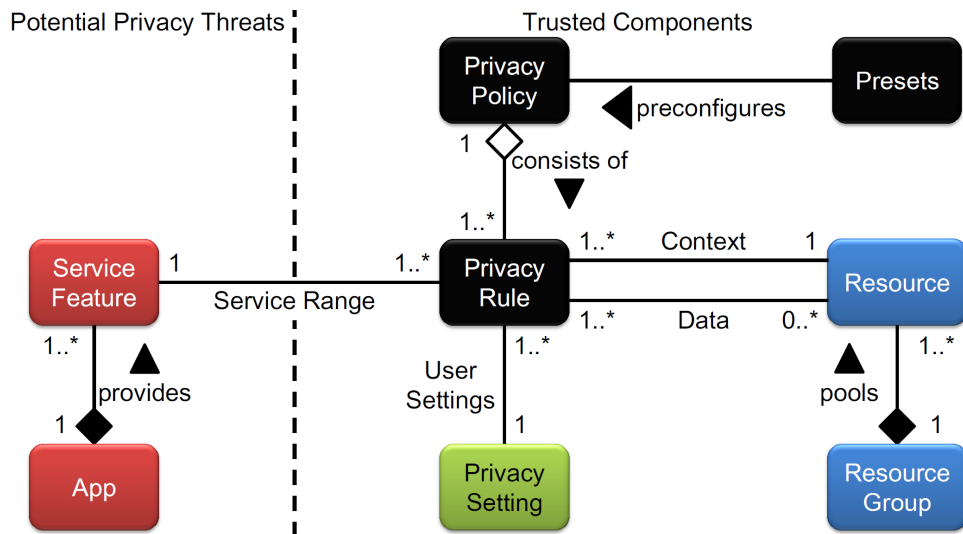 Potential Privacy Threats
Trusted Components
Privacy
Policy
Presets
preconfigures
1
consists of
1..*
Service
Feature
1
1..*
Service Range
Privacy
Rule
1..*
Context
1
1..*
Data
0..*
Resource
1..*
provides
1
App
1..*
User
Settings
1
Privacy
Setting
1..*
pools
1
Resource
Group